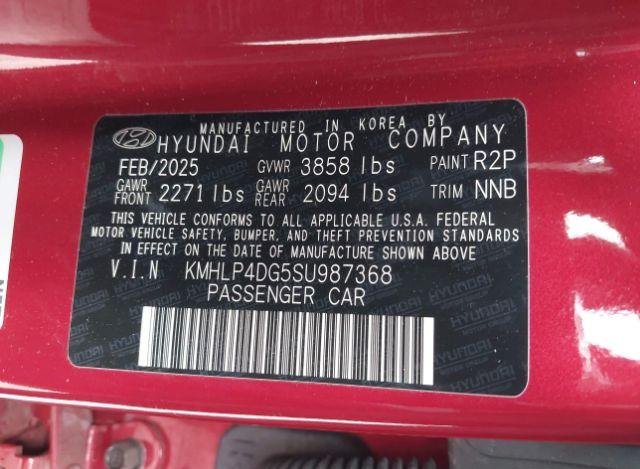 MANUFACTURED IN KOREA BY
HYUNDAI MOTOR COMPANY
FEB/2025 GVWR 3858 lbs PAINT R2P
GAWR FRONT 2271 lbs GAWR REAR 2094 lbs TRIM NNB
THIS VEHICLE CONFORMS TO ALL APPLICABLE U.S.A. FEDERAL
MOTOR VEHICLE SAFETY, BUMPER, AND THEFT PREVENTION STANDARDS
IN EFFECT ON THE DATE OF MANUFACTURE SHOWN ABOVE
V.I.N KMHLP4DG5SU987368
PASSENGER CAR